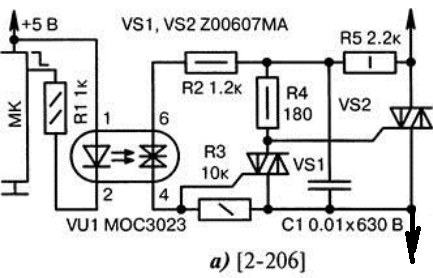 +5 В
VS1, VS2 Z00607MA
R5 2.2к
МК
R1 1к
1
6
R2 1.2к
R4
180
VS2
R3
10к
VS1
2
4
VU1 MOC3023
C1 0.01x630 В
а) [2-206]